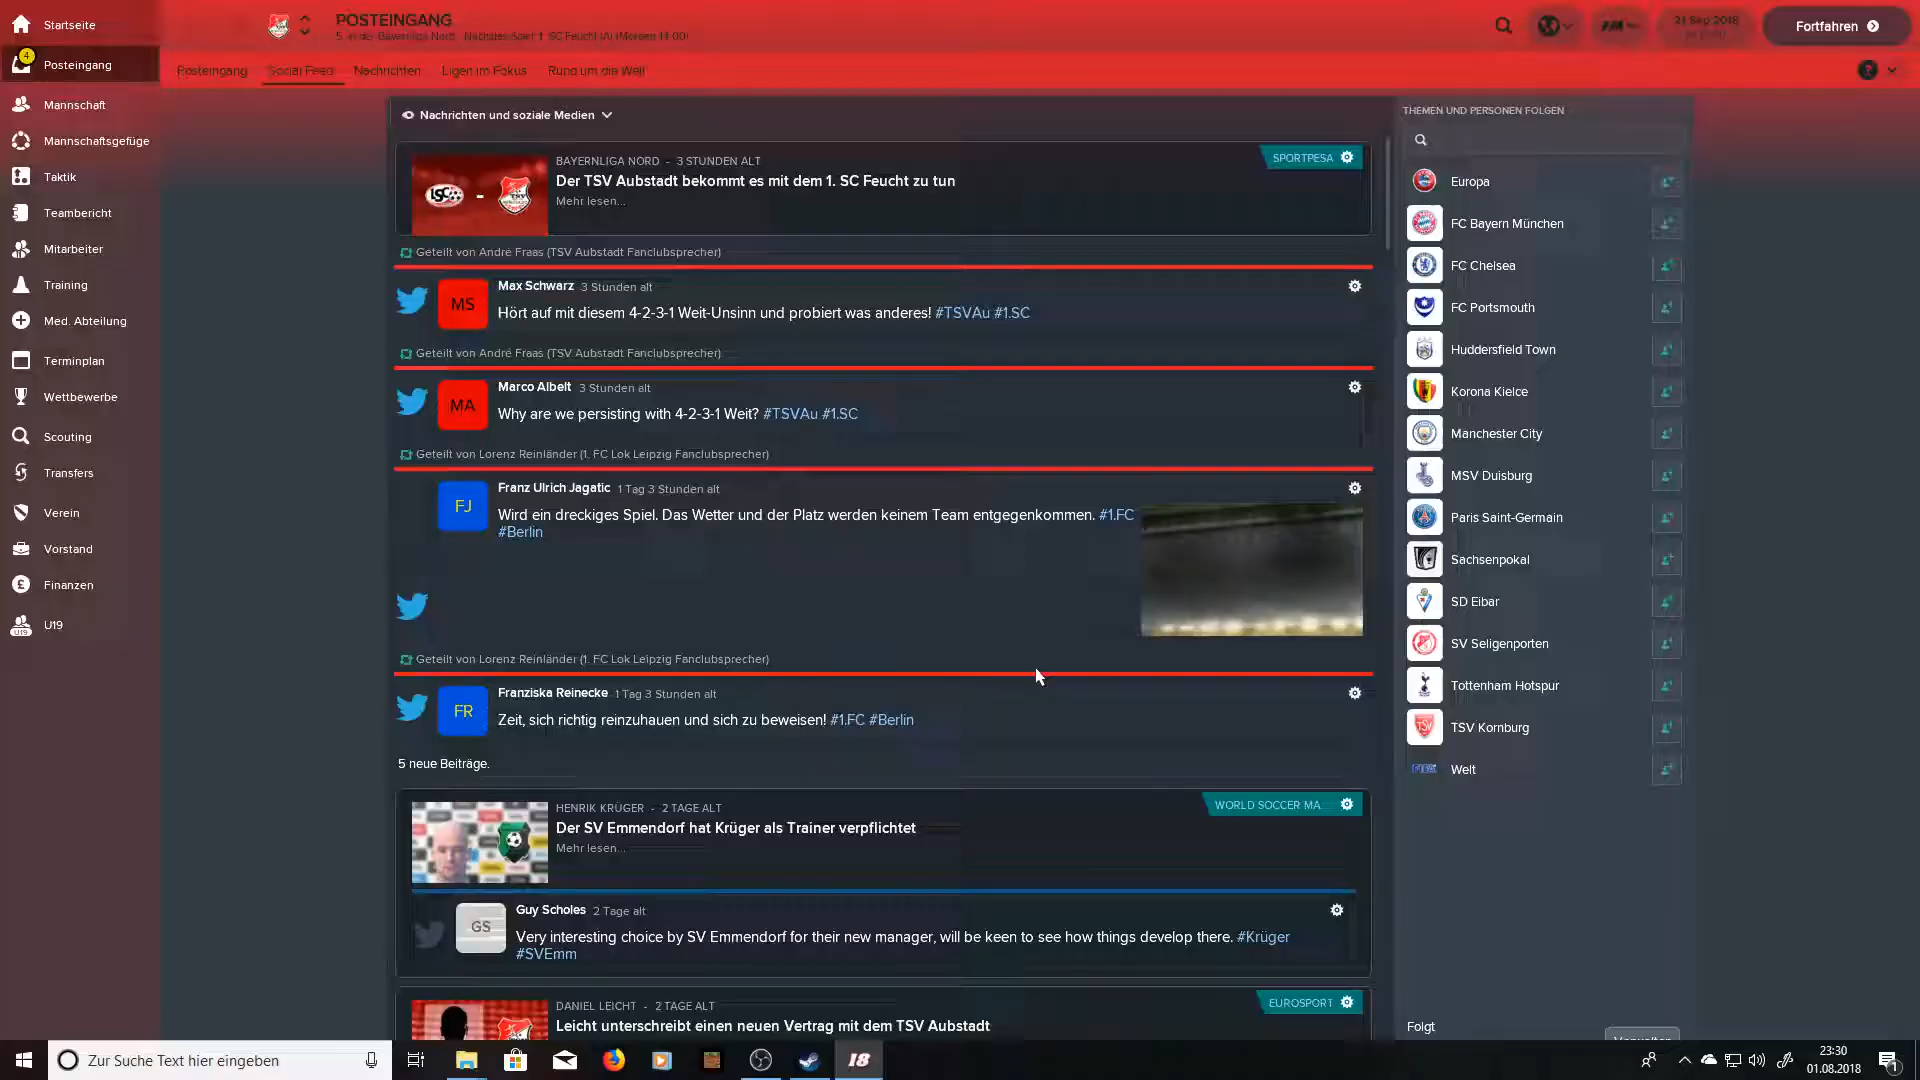 Startseite
POSTEINGANG
5. in der Bayernliga Nord Nächstes Spiel: 1. SC Feucht (A) (Morgen 14:00)
21 Sep 2018
Fortfahren
4
Posteingang
Posteingang Social Feed Nachrichten Ligen im Fokus Rund um die Welt
Mannschaft
Mannschaftsgefüge
Taktik
Teambericht
Mitarbeiter
Training
Med. Abteilung
Terminplan
Wettbewerbe
Scouting
Transfers
Verein
Vorstand
Finanzen
U19
Nachrichten und soziale Medien
BAYERNLIGA NORD - 3 STUNDEN ALT
SPORTPESA
Der TSV Aubstadt bekommt es mit dem 1. SC Feucht zu tun
Mehr lesen...
Geteilt von André Fraas (TSV Aubstadt Fanclubsprecher)
MS
Max Schwarz 3 Stunden alt
Hört auf mit diesem 4-2-3-1 Weit-Unsinn und probiert was anderes! #TSVAu #1.SC
Geteilt von André Fraas (TSV Aubstadt Fanclubsprecher)
MA
Marco Albelt 3 Stunden alt
Why are we persisting with 4-2-3-1 Weit? #TSVAu #1.SC
Geteilt von Lorenz Reinländer (1. FC Lok Leipzig Fanclubsprecher)
FJ
Franz Ulrich Jagatic 1 Tag 3 Stunden alt
Wird ein dreckiges Spiel. Das Wetter und der Platz werden keinem Team entgegenkommen. #1.FC
#Berlin
Geteilt von Lorenz Reinländer (1. FC Lok Leipzig Fanclubsprecher)
FR
Franziska Reinecke 1 Tag 3 Stunden alt
Zeit, sich richtig reinzuhauen und sich zu beweisen! #1.FC #Berlin
5 neue Beiträge.
HENRIK KRÜGER - 2 TAGE ALT
WORLD SOCCER MA
Der SV Emmendorf hat Krüger als Trainer verpflichtet
Mehr lesen...
GS
Guy Scholes 2 Tage alt
Very interesting choice by SV Emmendorf for their new manager, will be keen to see how things develop there. #Krüger
#SVEmm
DANIEL LEICHT - 2 TAGE ALT
EUROSPORT
Leicht unterschreibt einen neuen Vertrag mit dem TSV Aubstadt
THEMEN UND PERSONEN FOLGEN
Europa
FC Bayern München
FC Chelsea
FC Portsmouth
Huddersfield Town
Korona Kielce
Manchester City
MSV Duisburg
Paris Saint-Germain
Sachsenpokal
SD Eibar
SV Seligenporten
Tottenham Hotspur
TSV Kornburg
Welt
Folgt
Verwalten
Zur Suche Text hier eingeben
18
23:30
01.08.2018
1